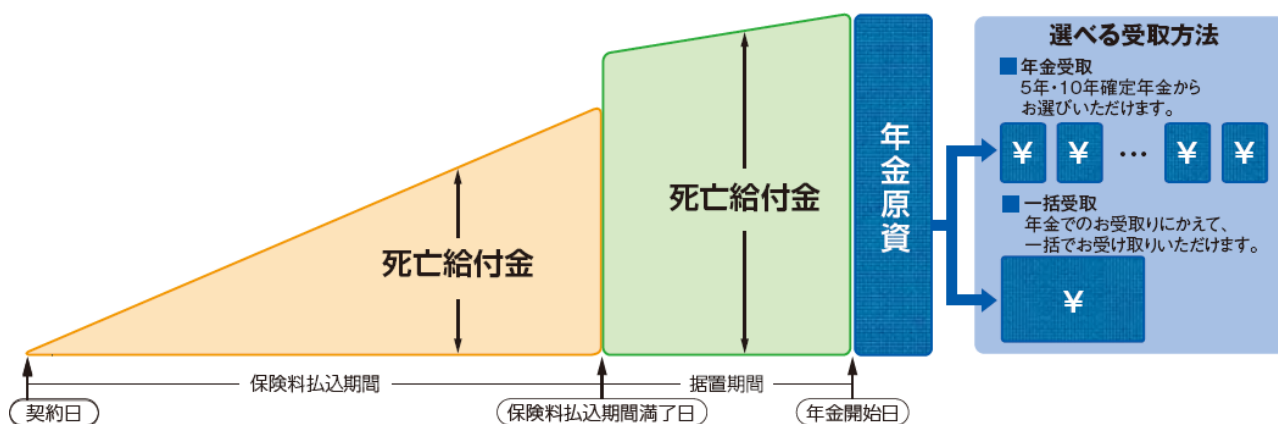 死亡給付金
死亡給付金
保険料払込期間
据置期間
契約日
保険料払込期間満了日
年金開始日
年金原資
選べる受取方法
年金受取
5年・10年確定年金から
お選びいただけます。
¥ ¥ … ¥ ¥
一括受取
年金でのお受取りにかえて、
一括でお受け取りいただけます。
¥